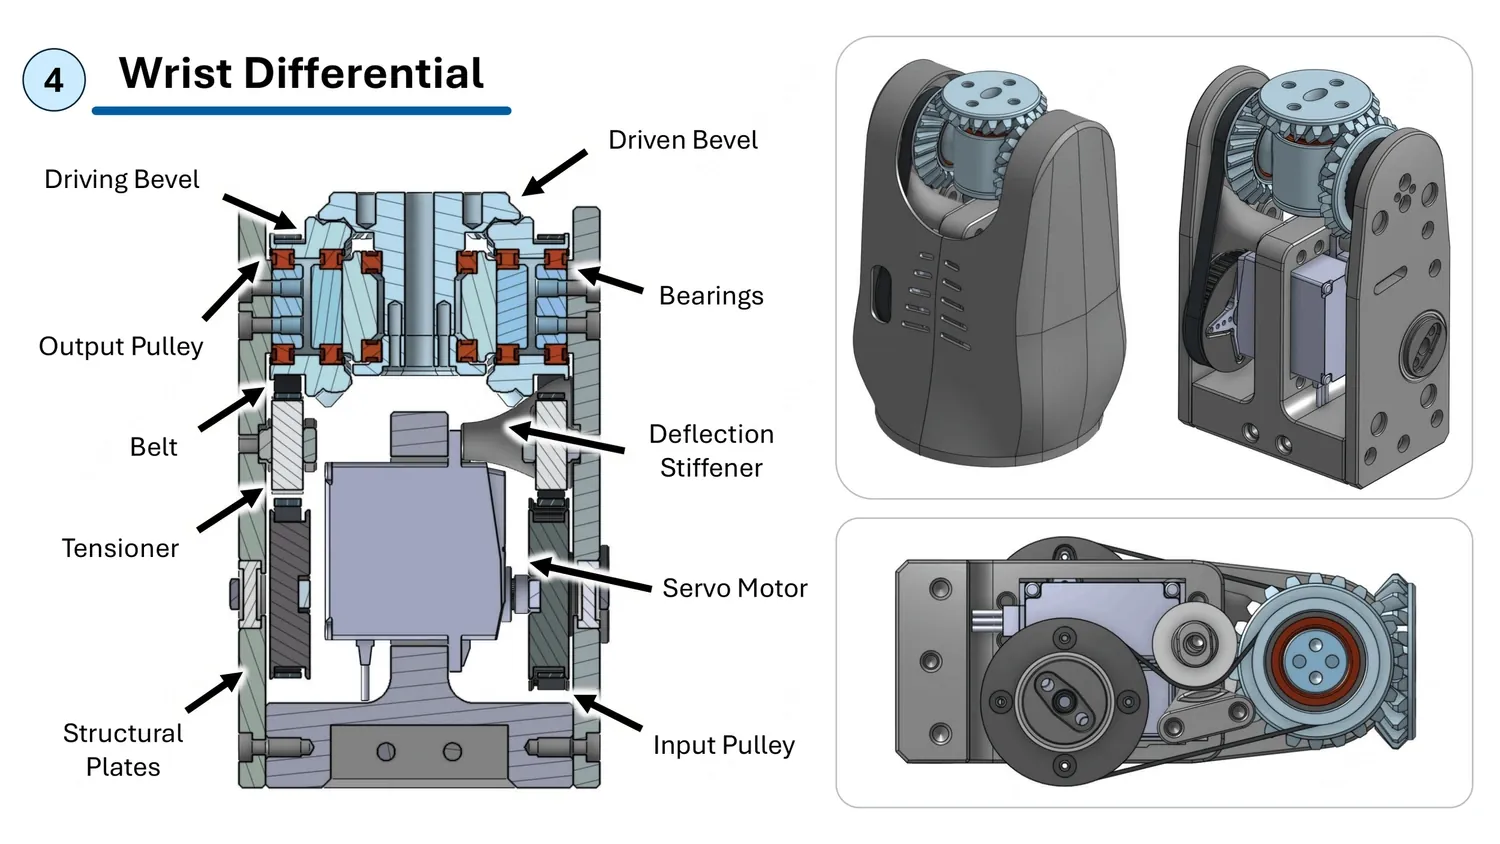 4
Wrist Differential
Driven Bevel
Driving Bevel
Bearings
Output Pulley
Belt
Deflection
Stiffener
Tensioner
Servo Motor
Structural
Plates
Input Pulley